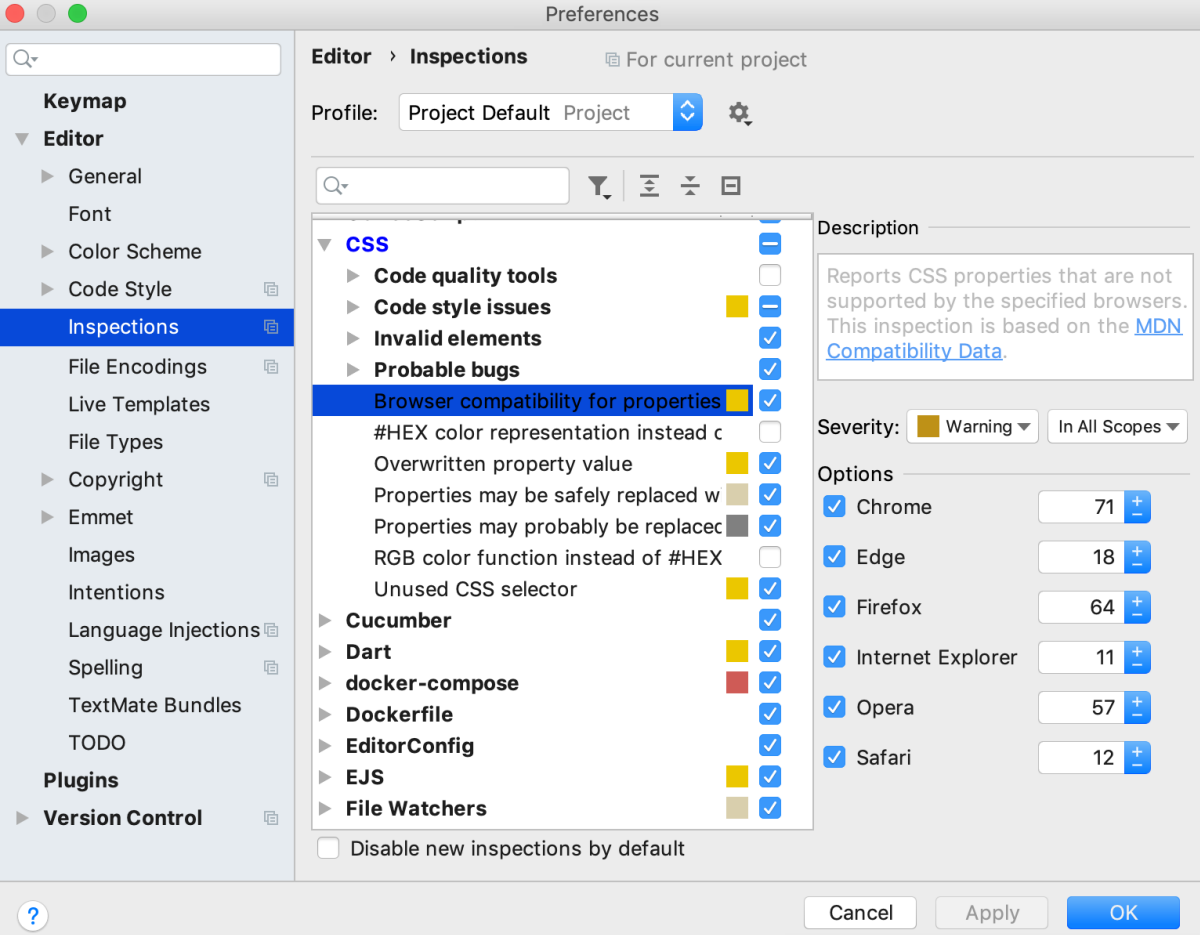 Preferences
Keymap
Editor
General
Font
Color Scheme
Code Style
Inspections
File Encodings
Live Templates
File Types
Copyright
Emmet
Images
Intentions
Language Injections
Spelling
TextMate Bundles
TODO
Plugins
Version Control
?
Editor › Inspections For current project
Profile: Project Default Project
CSS
Code quality tools
Code style issues
Invalid elements
Probable bugs
Browser compatibility for properties
#HEX color representation instead o
Overwritten property value
Properties may be safely replaced w
Properties may probably be replaced
RGB color function instead of #HEX
Unused CSS selector
Cucumber
Dart
docker-compose
Dockerfile
EditorConfig
EJS
File Watchers
Disable new inspections by default
Description
Reports CSS properties that are not
supported by the specified browsers.
This inspection is based on the MDN
Compatibility Data.
Severity: Warning In All Scopes
Options
Chrome 71
Edge 18
Firefox 64
Internet Explorer 11
Opera 57
Safari 12
Cancel Apply OK